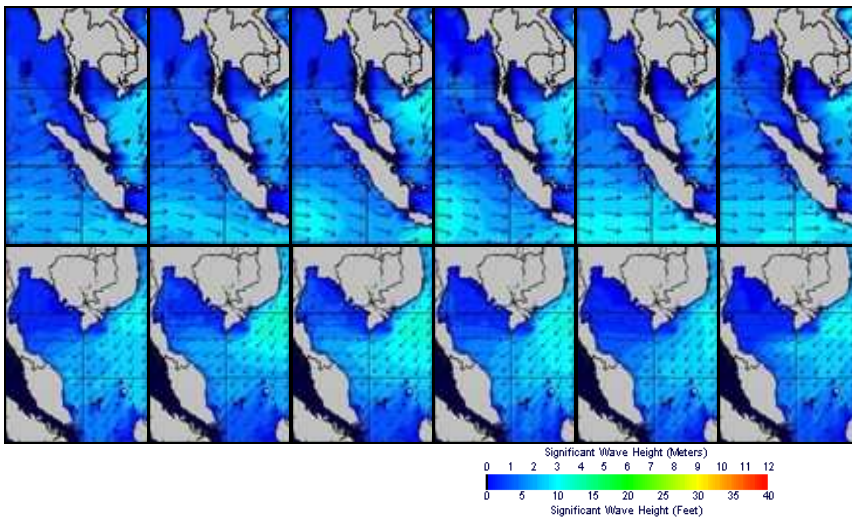 Significant Wave Height (Meters)
0 1 2 3 4 5 6 7 8 9 10 11 12
0 5 10 15 20 25 30 35 40
Significant Wave Height (Feet)